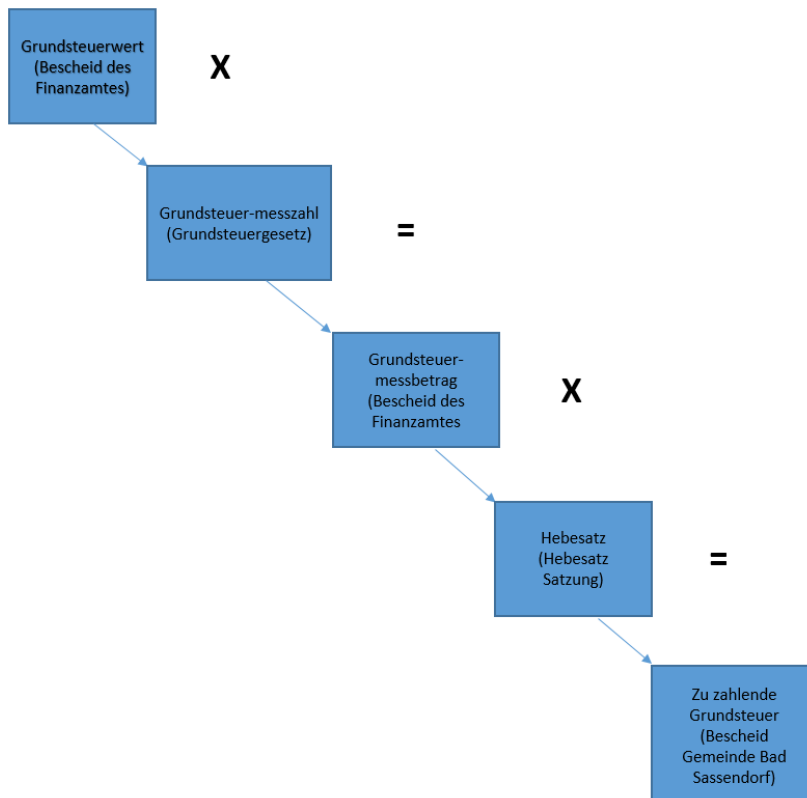 Grundsteuerwert
(Bescheid des
Finanzamtes)
X
Grundsteuer-messzahl
(Grundsteuergesetz)
=
Grundsteuer-
messbetrag
(Bescheid des
Finanzamtes
X
Hebesatz
(Hebesatz
Satzung)
=
Zu zahlende
Grundsteuer
(Bescheid
Gemeinde Bad
Sassendorf)